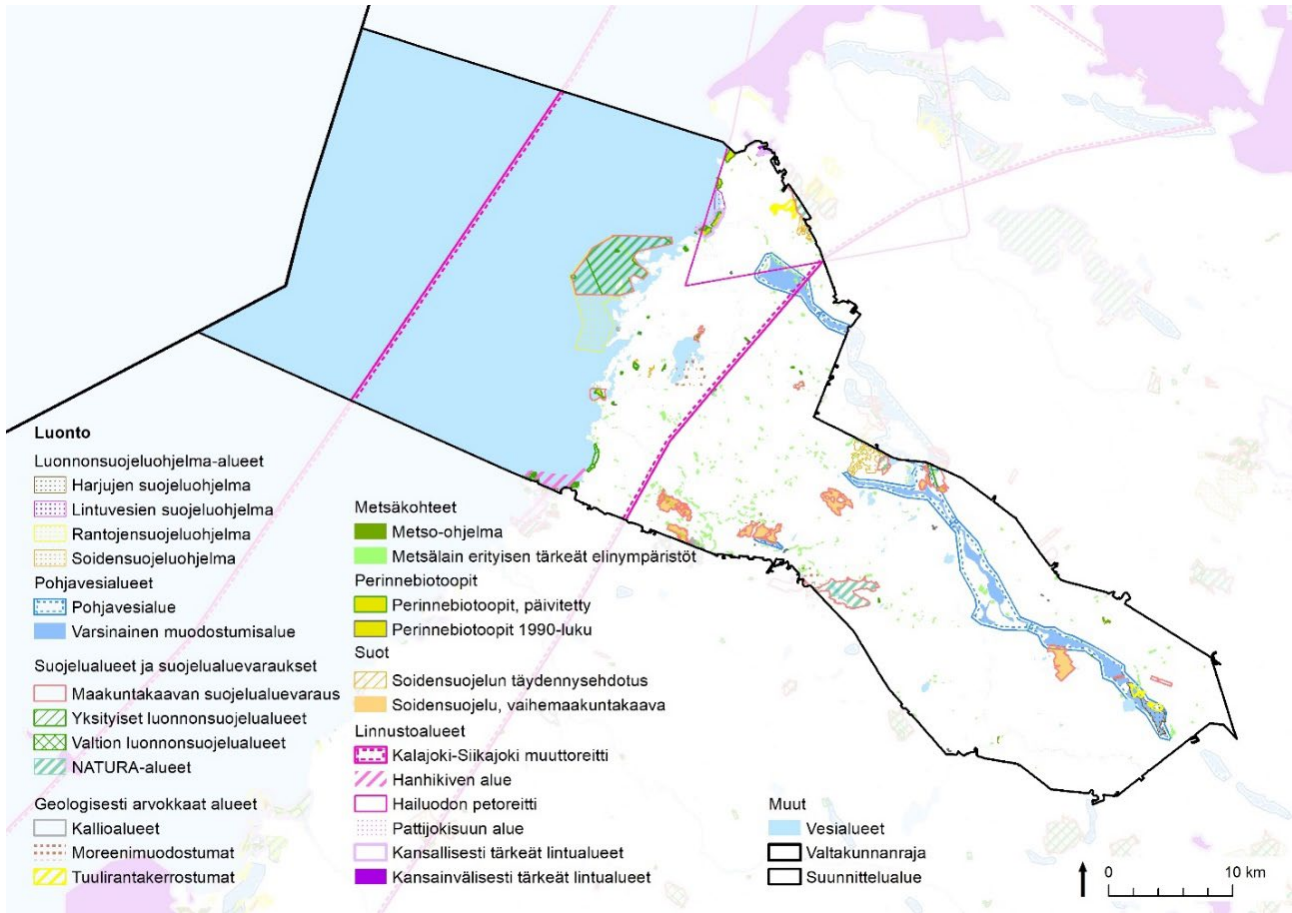 Luonto
Luonnonsuojeluohjelma-alueet
Harjujen suojeluohjelma
Lintuvesien suojeluohjelma
Rantojensuojeluohjelma
Soidensuojeluohjelma
Pohjavesialueet
Pohjavesialue
Varsinainen muodostumisalue
Suojelualueet ja suojelualuevaraukset
Maakuntakaavan suojelualuevaraus
Yksityiset luonnonsuojelualueet
Valtion luonnonsuojelualueet
NATURA-alueet
Geologisesti arvokkaat alueet
Kallioalueet
Moreenimuodostumat
Tuulirantakerrostumat
Metsäkohteet
Metso-ohjelma
Metsälain erityisen tärkeät elinympäristöt
Perinnebiotoopit
Perinnebiotoopit, päivitetty
Perinnebiotoopit 1990-luku
Suot
Soidensuojelun täydennysehdotus
Soidensuojelu, vaihemaakuntakaava
Linnustoalueet
Kalajoki-Siikajoki muuttoreitti
Hanhikiven alue
Hailuodon petoreitti
Pattijokisuun alue
Kansallisesti tärkeät lintualueet
Kansainvälisesti tärkeät lintualueet
Muut
Vesialueet
Valtakunnanraja
Suunnittelualue
0 10 km